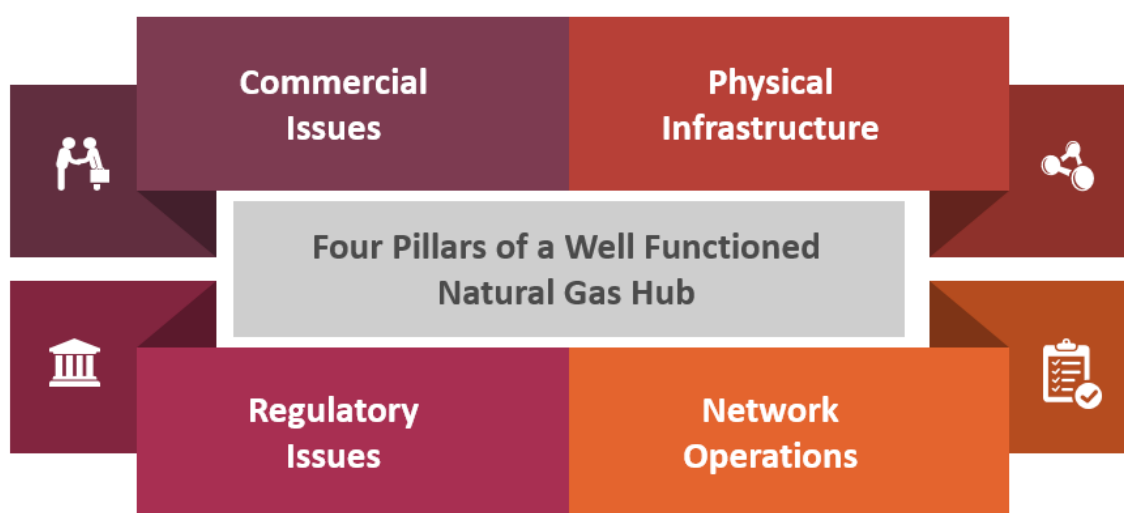 Commercial
Issues
Physical
Infrastructure
Four Pillars of a Well Functioned
Natural Gas Hub
Regulatory
Issues
Network
Operations